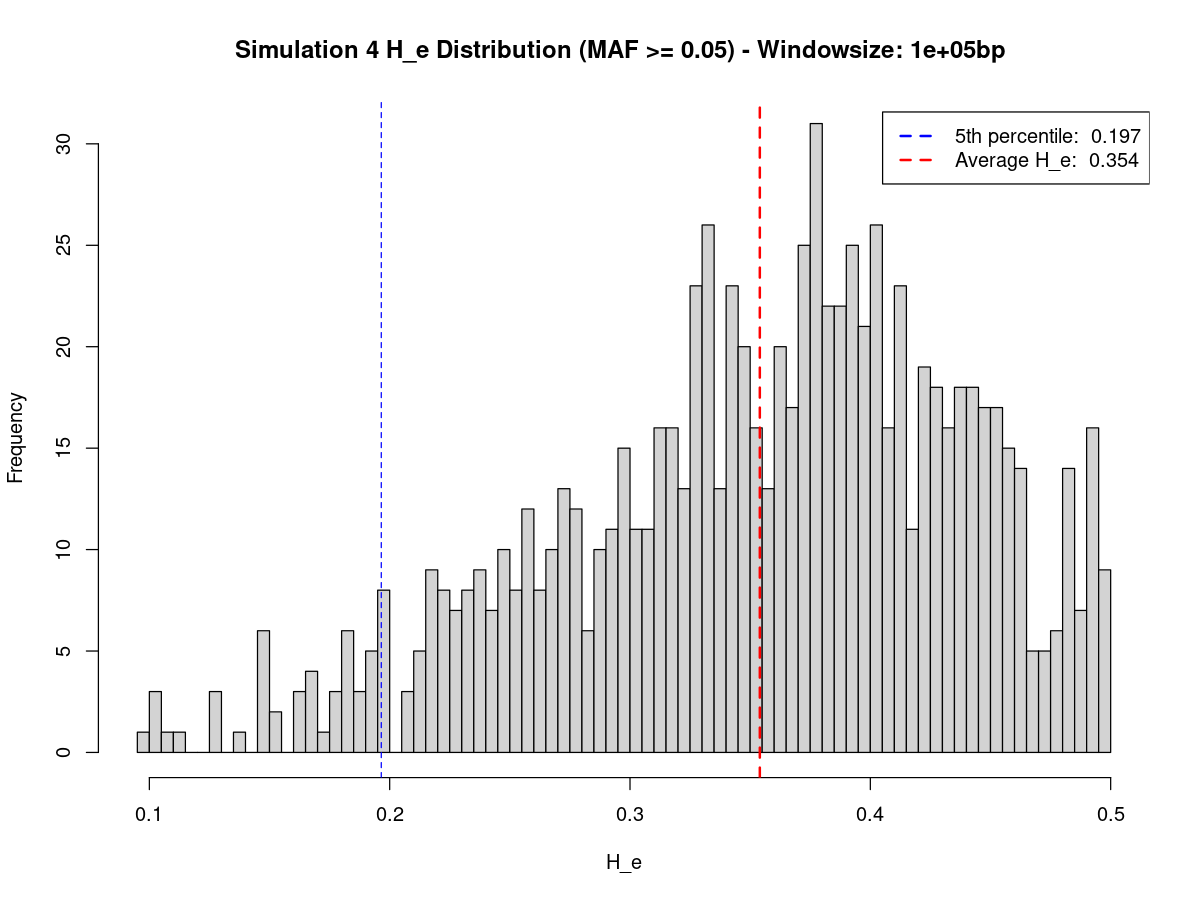 Simulation 4 H_e Distribution (MAF >= 0.05) - Windowsize: 1e+05bp
5th percentile:  0.197
Average H_e:  0.354
Frequency
30
25
20
15
10
5
0
0.1
0.2
0.3
0.4
0.5
H_e